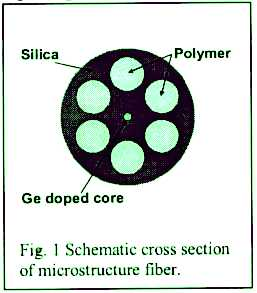 Silica
Polymer
Ge doped core
Fig. 1 Schematic cross section
of microstructure fiber.